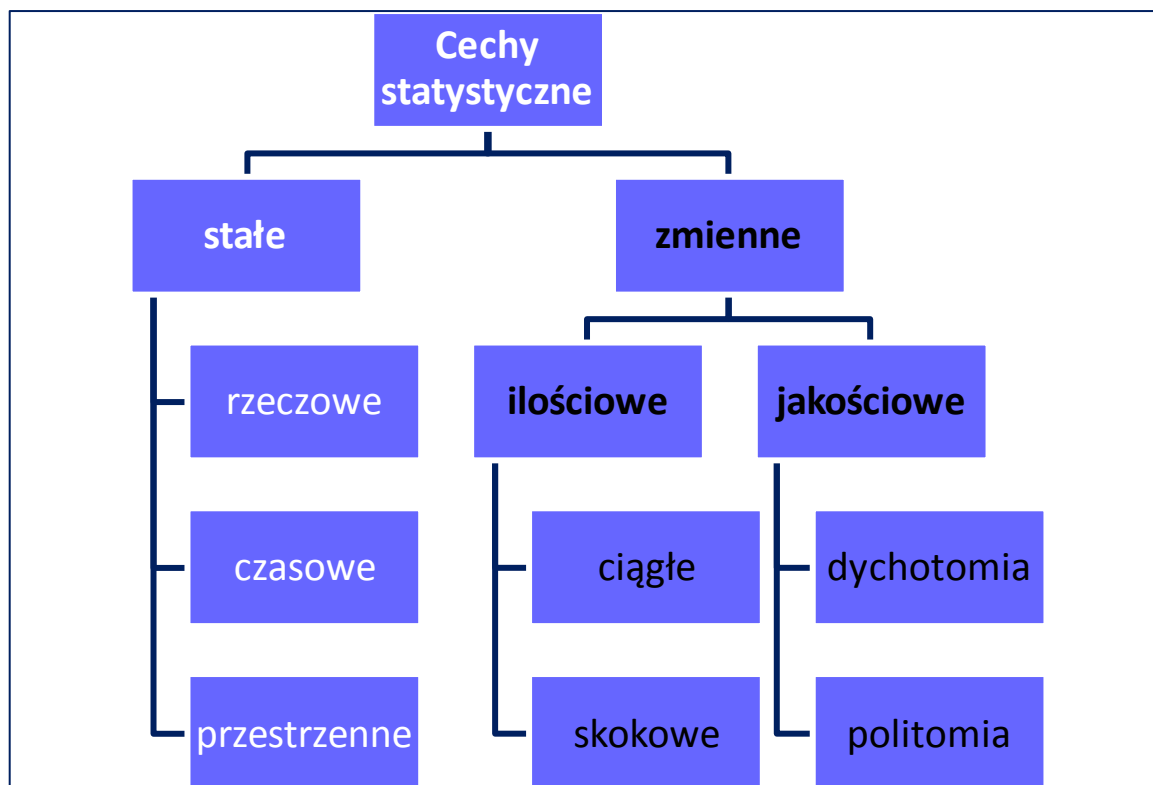 Cechy
statystyczne
stałe
zmienne
rzeczowe
ilościowe
jakościowe
czasowe
ciągłe
dychotomia
przestrzenne
skokowe
politomia